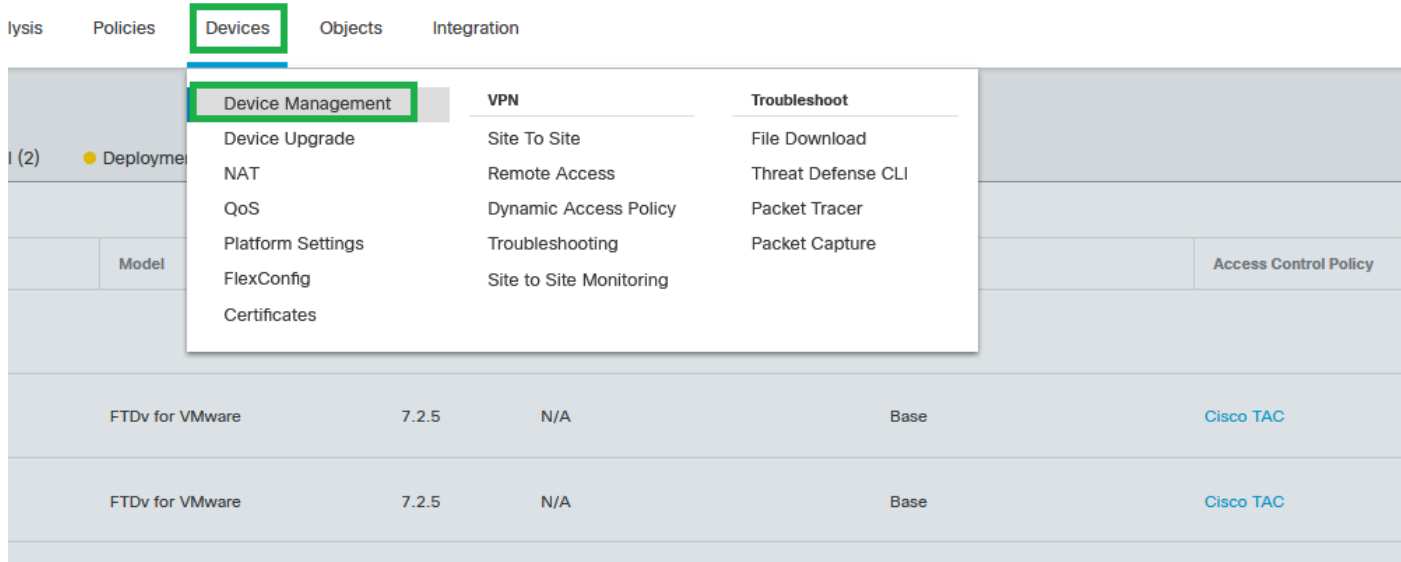 lysis Policies Devices Objects Integration
Device Management VPN Troubleshoot
Device Upgrade Site To Site File Download
l (2) Deployme
NAT Remote Access Threat Defense CLI
QoS Dynamic Access Policy Packet Tracer
Platform Settings Troubleshooting Packet Capture
Model Access Control Policy
FlexConfig Site to Site Monitoring
Certificates
FTDv for VMware 7.2.5 N/A Base Cisco TAC
FTDv for VMware 7.2.5 N/A Base Cisco TAC